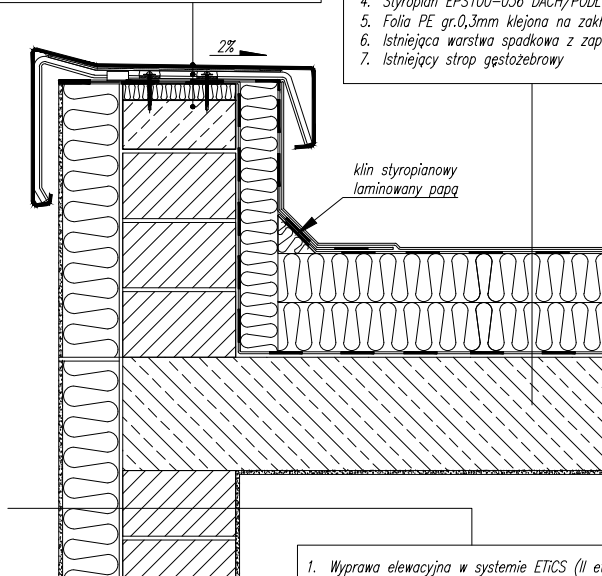 4. Styropian EPS100-036 DACH/PODŁ
5. Folia PE gr.0,3mm klejona na zakł
6. Istniejąca warstwa spadkowa z zap
7. Istniejący strop gęstożebrowy
2%
klin styropianowy
laminowany papą
1. Wyprawa elewacyjna w systemie ETiCS (II e